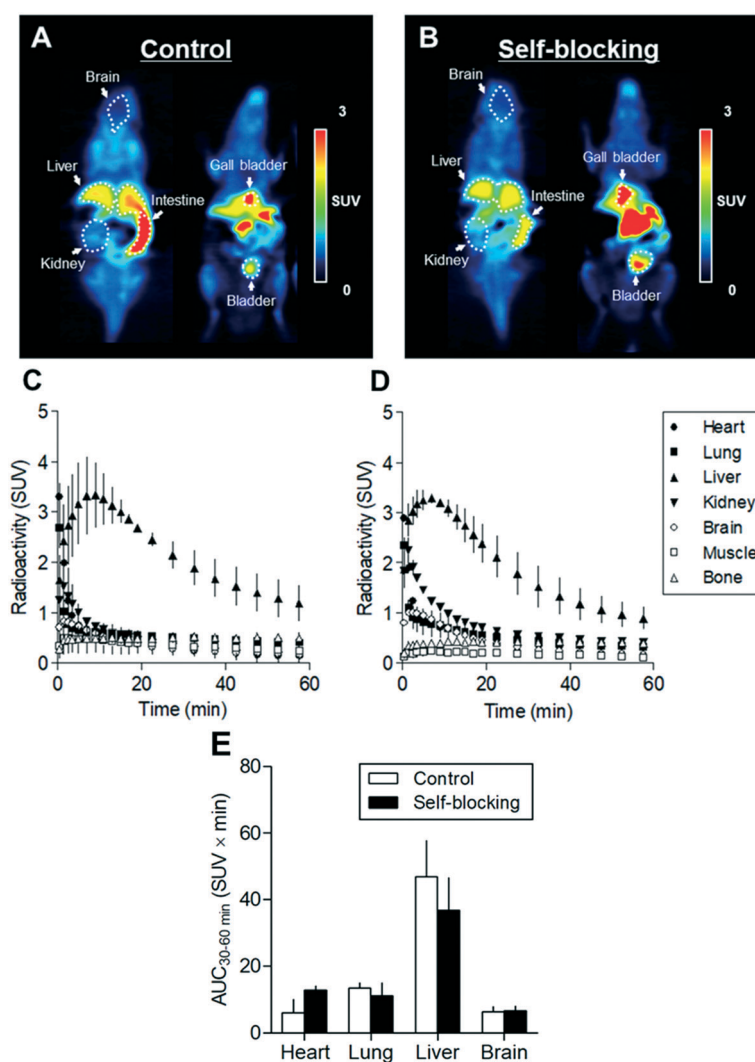 A
Control
Brain
Liver
Intestine
Kidney
Gall bladder
Bladder
3
SUV
0
B
Self-blocking
Brain
Liver
Intestine
Kidney
Gall bladder
Bladder
3
SUV
0
C
Radioactivity (SUV)
5
4
3
2
1
0
0 20 40 60
Time (min)
D
Radioactivity (SUV)
5
4
3
2
1
0
0 20 40 60
Time (min)
Heart
Lung
Liver
Kidney
Brain
Muscle
Bone
E
AUC30-60 min (SUV × min)
80
60
40
20
0
Control
Self-blocking
Heart Lung Liver Brain